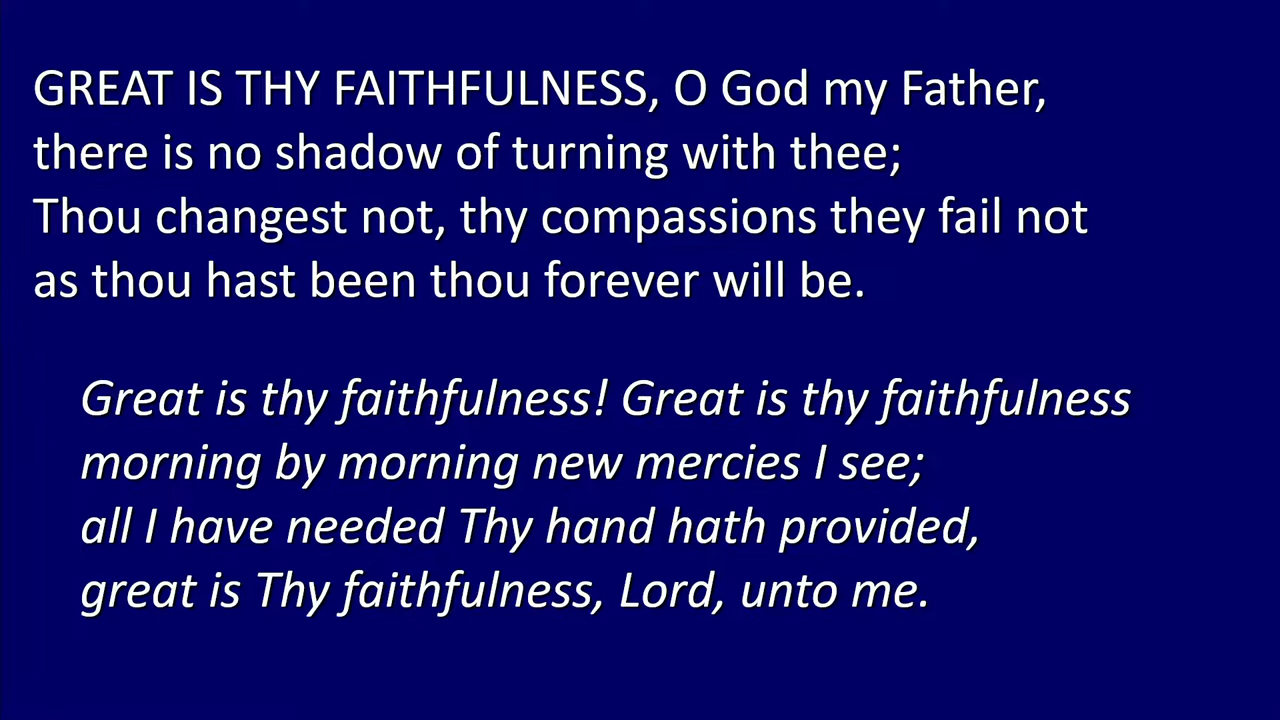 GREAT IS THY FAITHFULNESS, O God my Father,
there is no shadow of turning with thee;
Thou changest not, thy compassions they fail not
as thou hast been thou forever will be.
Great is thy faithfulness! Great is thy faithfulness
morning by morning new mercies I see;
all I have needed Thy hand hath provided,
great is Thy faithfulness, Lord, unto me.